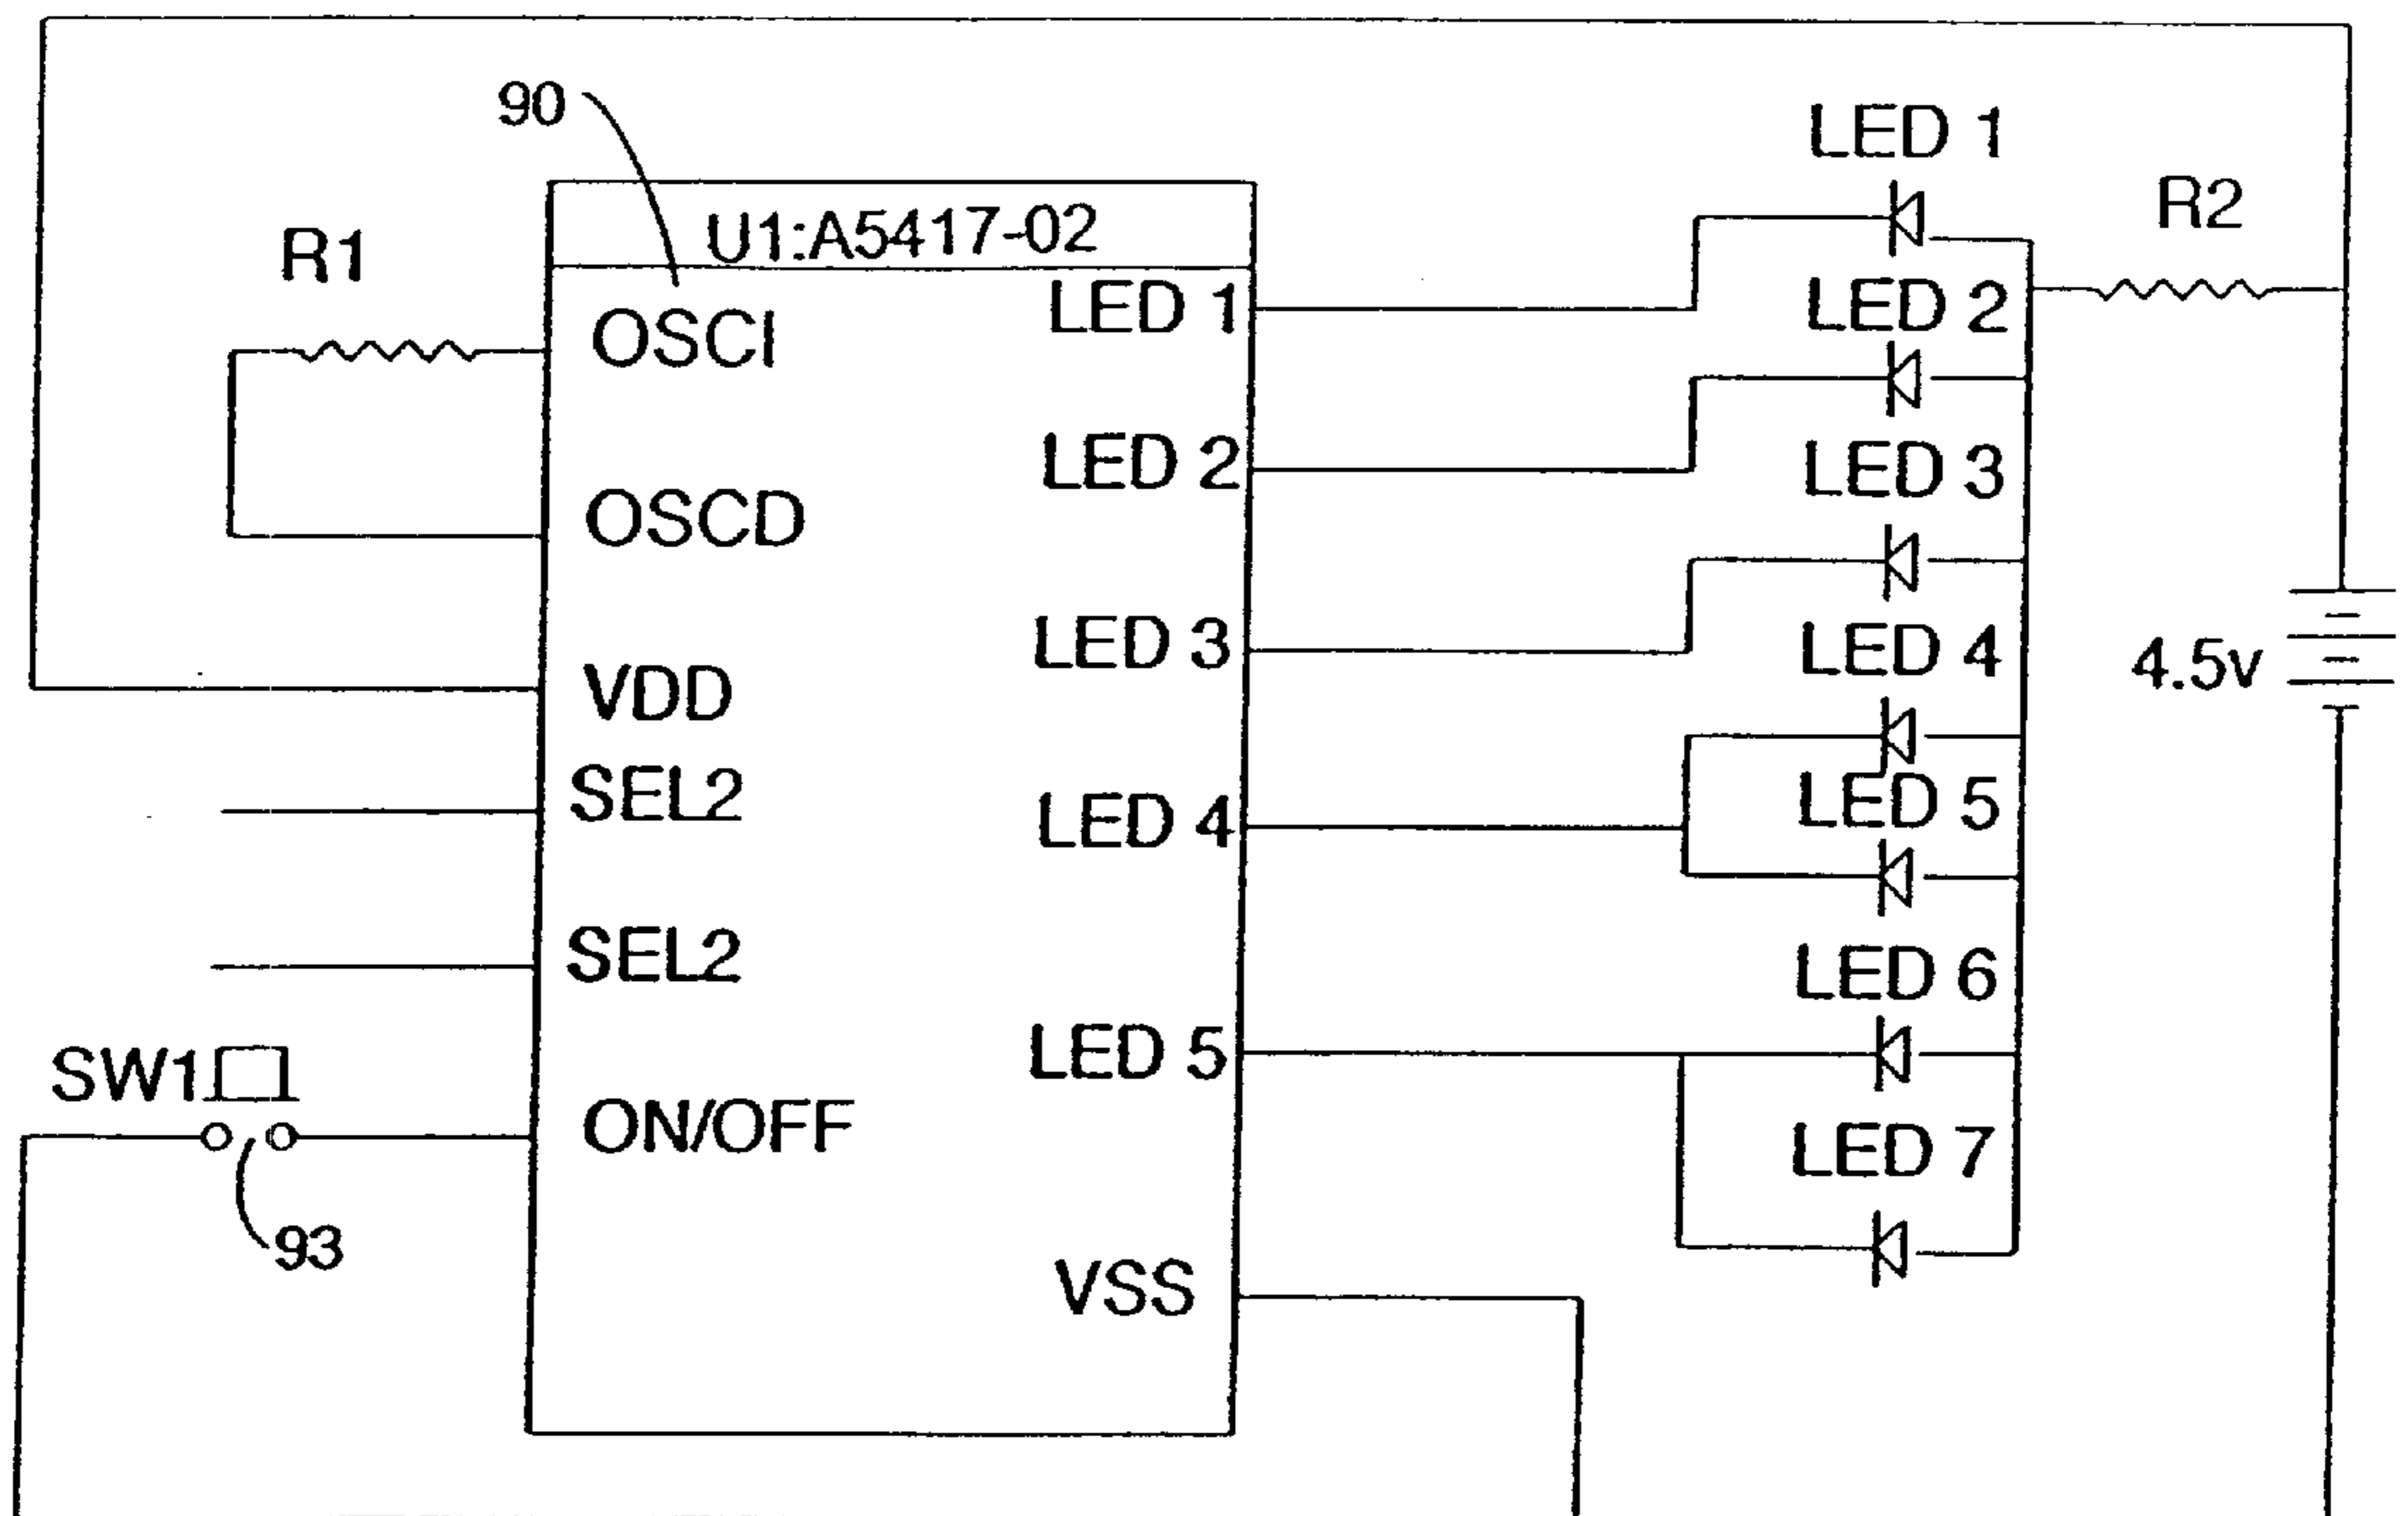 90
U1:A5417-02
R1
OSCI
OSCD
VDD
SEL2
SEL2
SW1
ON/OFF
93
LED 1
LED 2
LED 3
LED 4
LED 5
VSS
LED 1
R2
LED 2
LED 3
LED 4
4.5v
LED 5
LED 6
LED 7